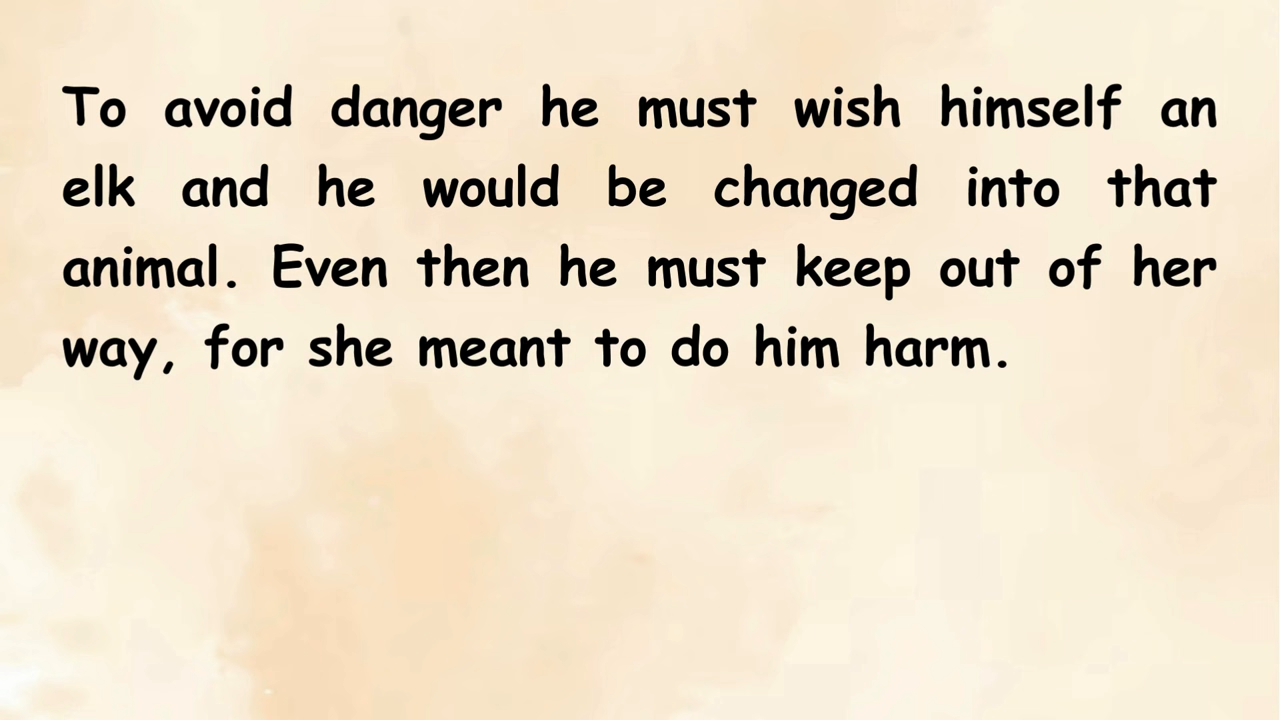 To avoid danger he must wish himself an
elk and he would be changed into that
animal. Even then he must keep out of her
way, for she meant to do him harm.